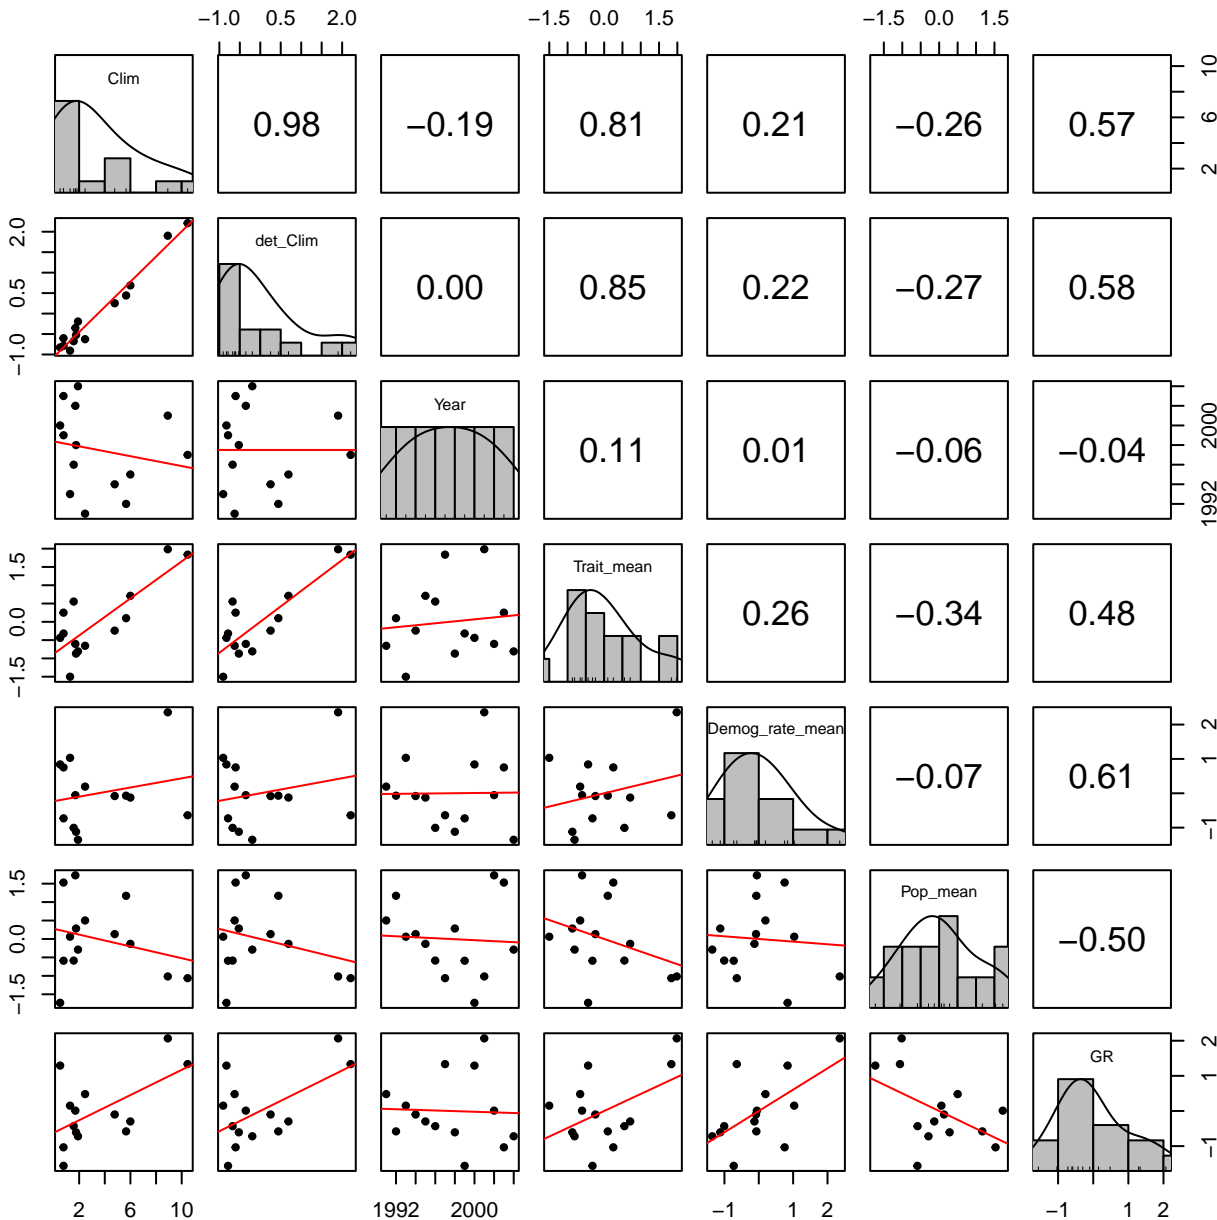 −1.0 0.5 2.0 −1.5 0.0 1.5 −1.5 0.0 1.5
Clim 0.98 −0.19 0.81 0.21 −0.26 0.57 2 6 10
−1.0 0.5 2.0 det_Clim 0.00 0.85 0.22 −0.27 0.58
Year 0.11 0.01 −0.06 −0.04 1992 2000
−1.5 0.0 1.5 Trait_mean 0.26 −0.34 0.48
Demog_rate_mean −0.07 0.61 −1 1 2
−1.5 0.0 1.5 Pop_mean −0.50
GR −1 1 2
2 6 10 1992 2000 −1 1 2 −1 1 2